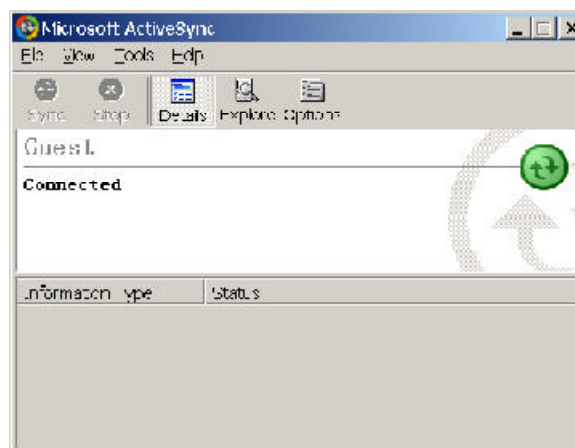 Microsoft ActiveSync
File View Tools Help
Sync Stop Details Explore Options
Guest
Connected
Information Type Status